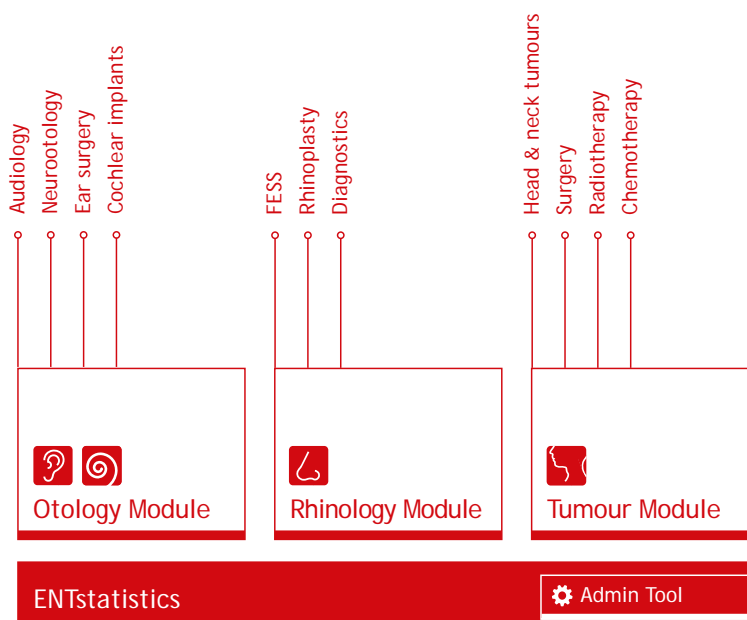 Audiology
Neurootology
Ear surgery
Cochlear implants
FESS
Rhinoplasty
Diagnostics
Head & neck tumours
Surgery
Radiotherapy
Chemotherapy
Otology Module
Rhinology Module
Tumour Module
ENTstatistics
Admin Tool